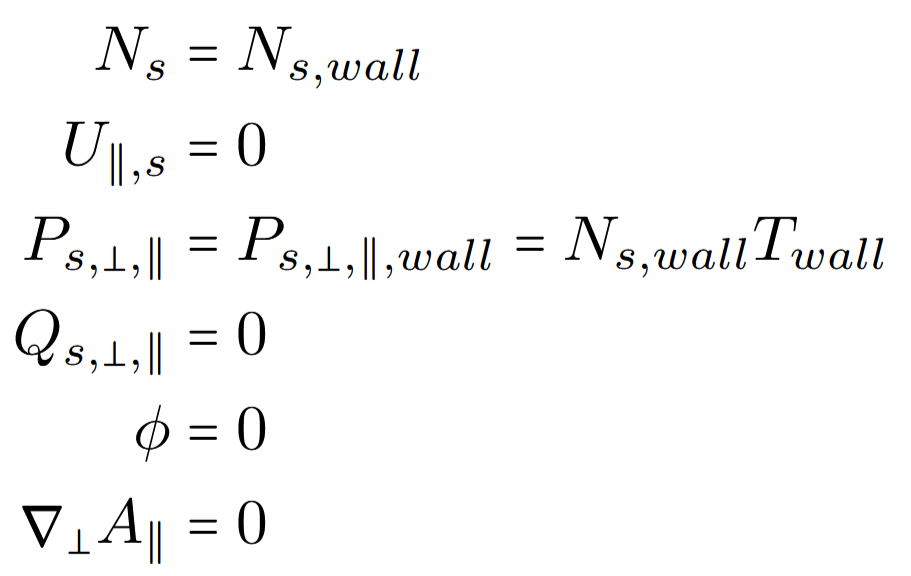 N_s = N_{s,wall}
U_{∥,s} = 0
P_{s,⊥,∥} = P_{s,⊥,∥,wall} = N_{s,wall}T_{wall}
Q_{s,⊥,∥} = 0
ϕ = 0
∇_⊥ A_∥ = 0